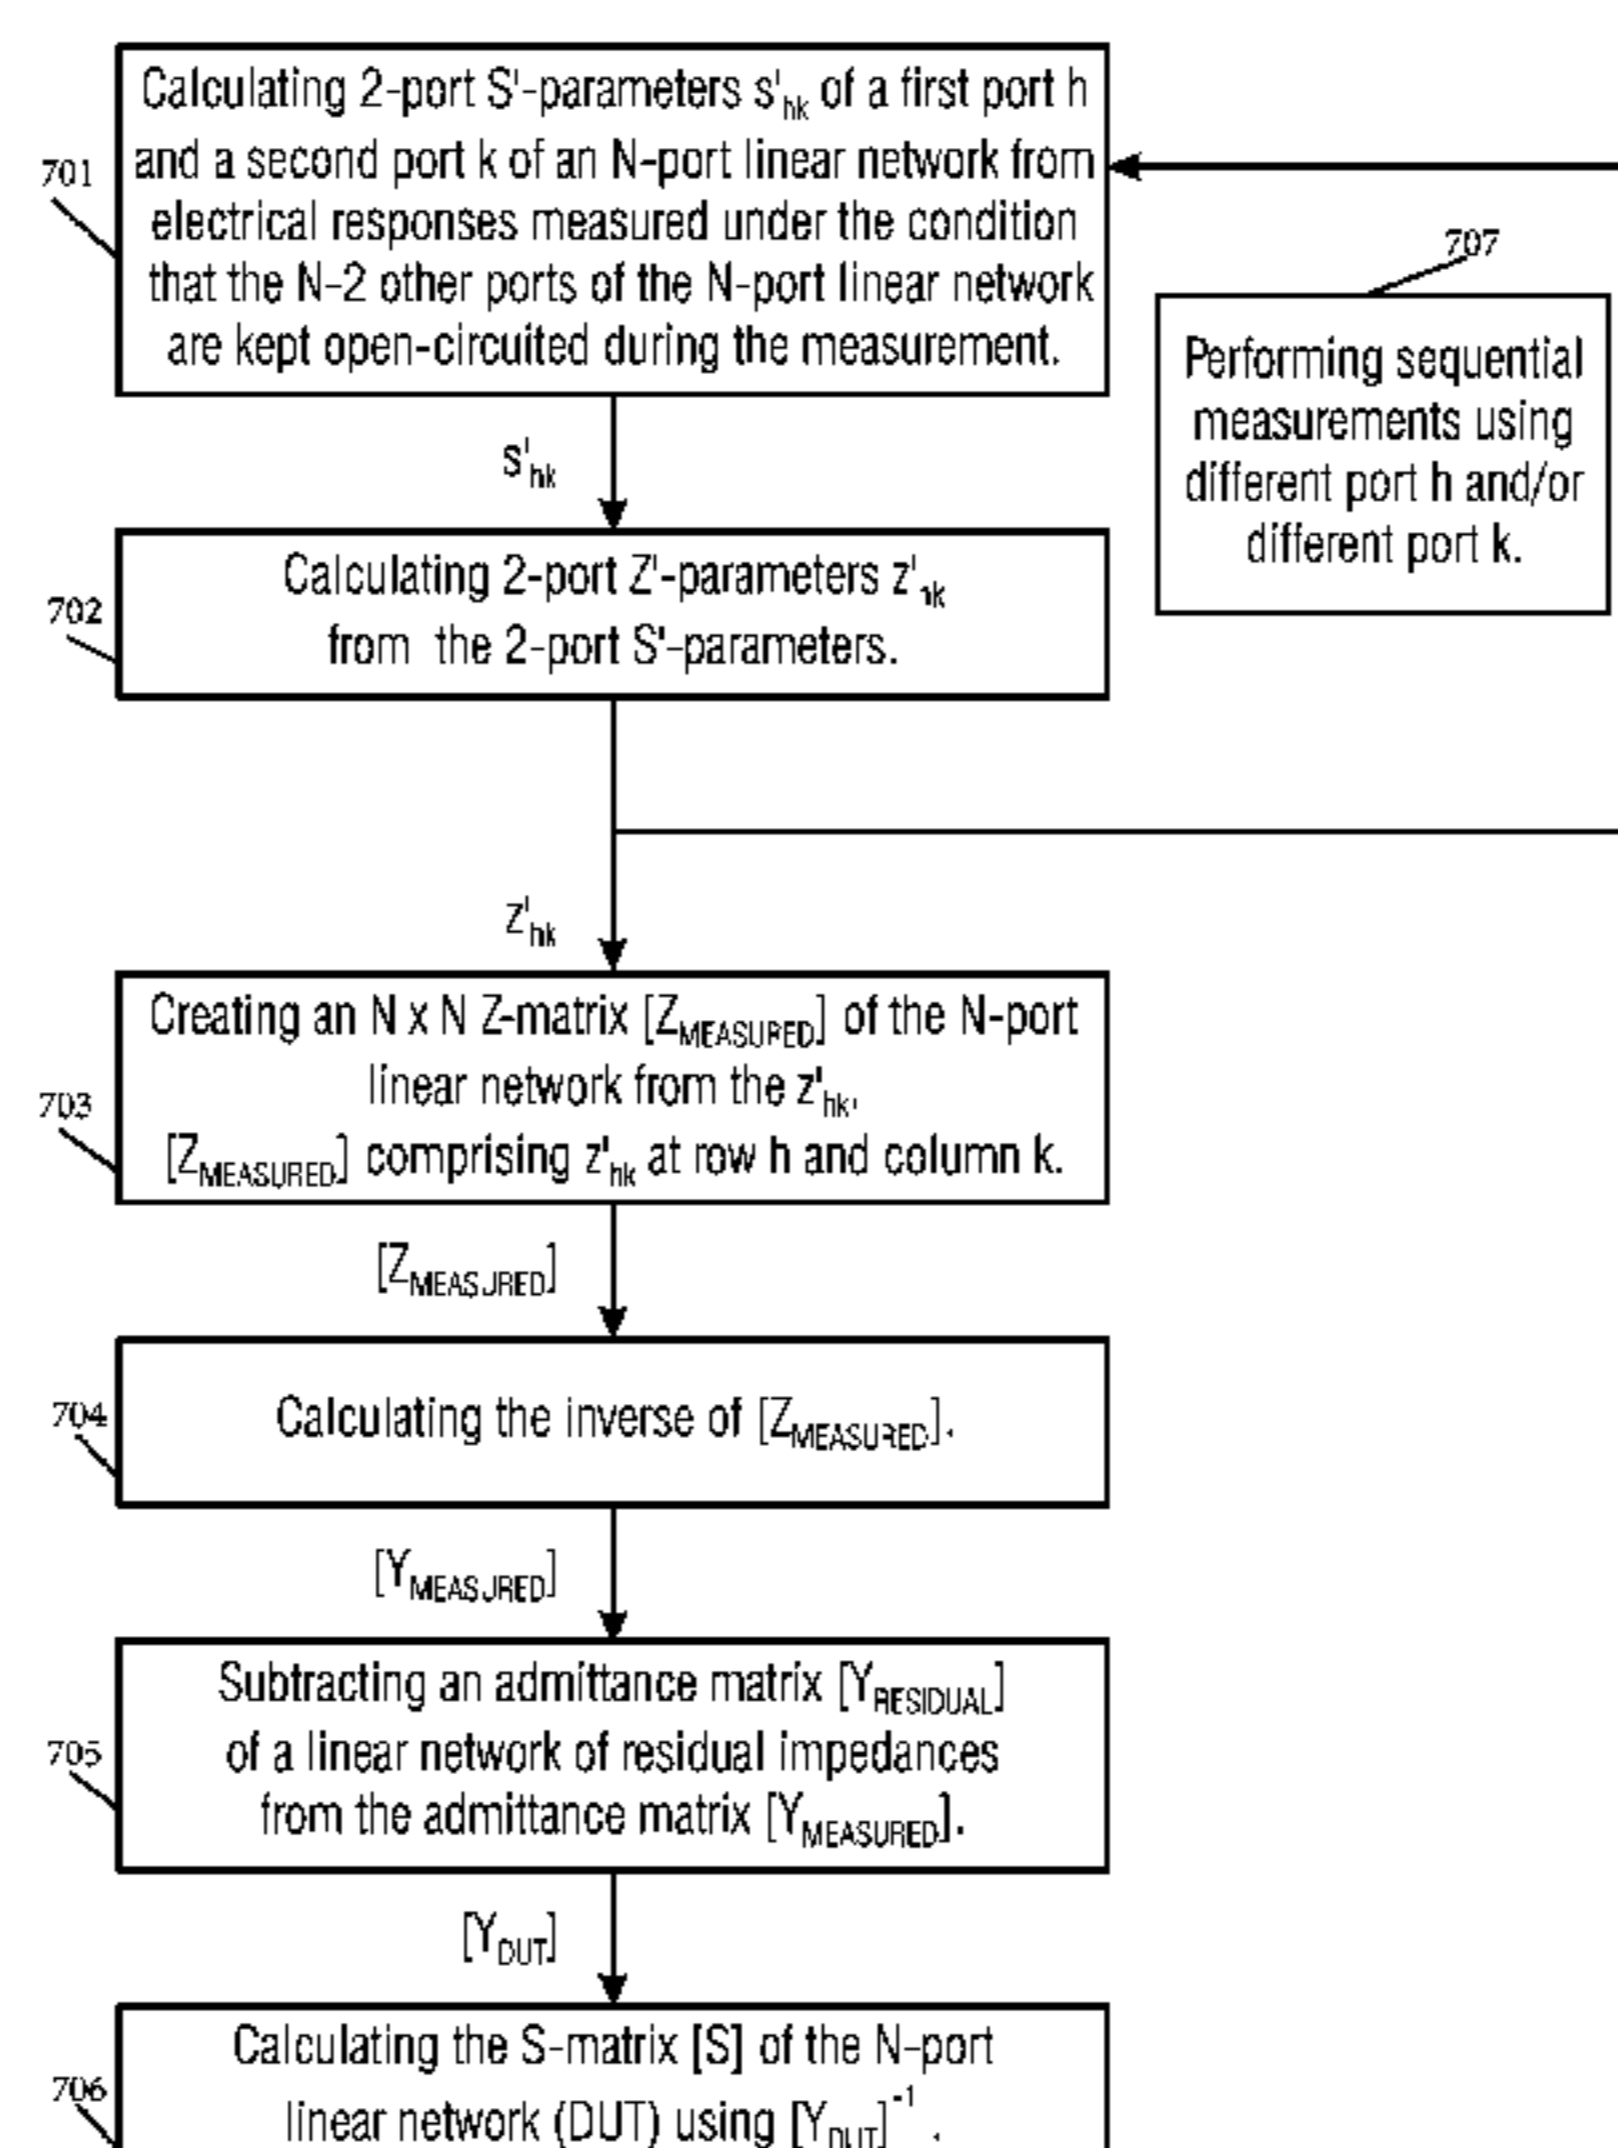 Calculating 2-port S'-parameters s'hk of a first port h
and a second port k of an N-port linear network from
electrical responses measured under the condition
that the N-2 other ports of the N-port linear network
are kept open-circuited during the measurement.
701
707
Performing sequential
measurements using
different port h and/or
different port k.
s'hk
Calculating 2-port Z'-parameters z'hk
from the 2-port S'-parameters.
702
z'hk
Creating an N x N Z-matrix [ZMEASURED] of the N-port
linear network from the z'hk,
[ZMEASURED] comprising z'hk at row h and column k.
703
[ZMEASURED]
Calculating the inverse of [ZMEASURED].
704
[YMEASURED]
Subtracting an admittance matrix [YRESIDUAL]
of a linear network of residual impedances
from the admittance matrix [YMEASURED].
705
[YDUT]
Calculating the S-matrix [S] of the N-port
linear network (DUT) using [YDUT]-1.
706